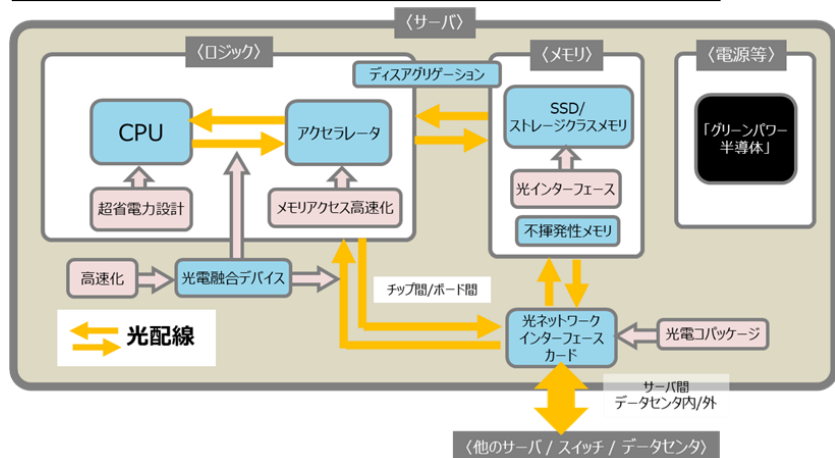 〈サーバ〉
〈ロジック〉
〈メモリ〉
〈電源等〉
ディスアグリゲーション
CPU
アクセラレータ
SSD/
ストレージクラスメモリ
「グリーンパワー
半導体」
超省電力設計
メモリアクセス高速化
光インターフェース
不揮発性メモリ
高速化
光電融合デバイス
チップ間/ボード間
光配線
光ネットワーク
インターフェース
カード
光電コパッケージ
サーバ間
データセンタ内/外
〈他のサーバ / スイッチ / データセンタ〉